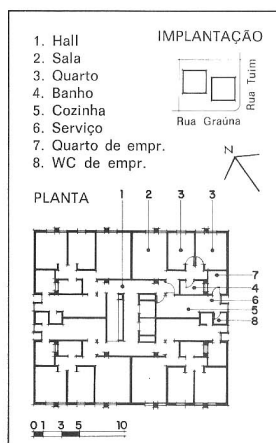 1. Hall
2. Sala
3. Quarto
4. Banho
5. Cozinha
6. Serviço
7. Quarto de empr.
8. WC de empr.
IMPLANTAÇÃO
Rua Tuim
Rua Graúna
N
PLANTA
1 2 3 3
7
4
6
5
8
0 1 3 5 10